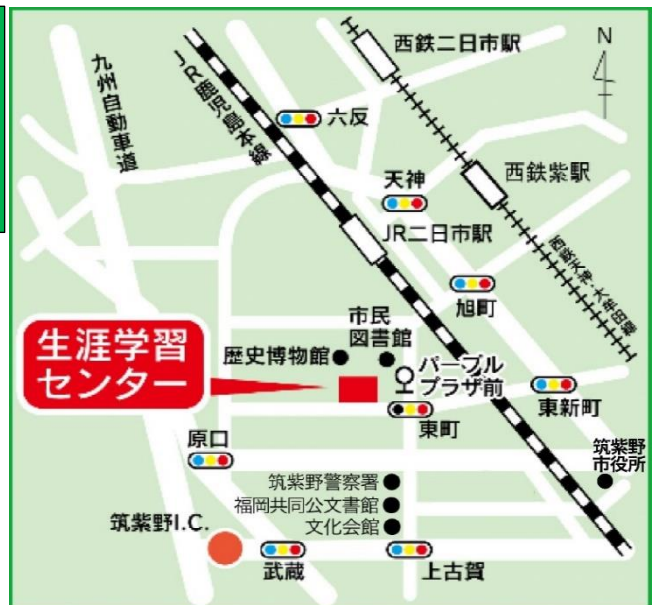 西鉄二日市駅
N
九州自動車道
JR鹿児島本線
六反
西鉄紫駅
天神
JR二日市駅
西鉄天神・大牟田線
旭町
市民
図書館
生涯学習
センター
歴史博物館
パープル
プラザ前
東新町
東町
原口
筑紫野
市役所
筑紫野警察署
福岡共同公文書館
文化会館
筑紫野I.C.
武蔵
上古賀